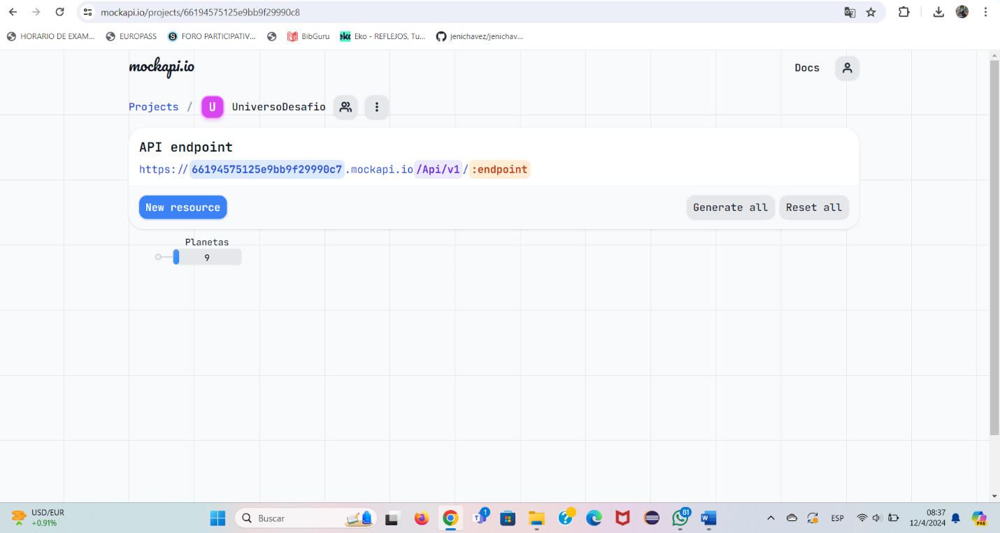 mockapi.io/projects/66194575125e9bb9f29990c8
HORARIO DE EXAM... EUROPASS FORO PARTICIPATIV... BibGuru Eko - REFLEJOS, Tu... jenichavez/jenichav...
mockapi.io
Docs
Projects / U UniversoDesafio
API endpoint
https://66194575125e9bb9f29990c7.mockapi.io/Api/v1/:endpoint
New resource Generate all Reset all
Planetas
9
USD/EUR
+0.91%
Buscar
1
81
ESP
08:37
12/4/2024
PRE